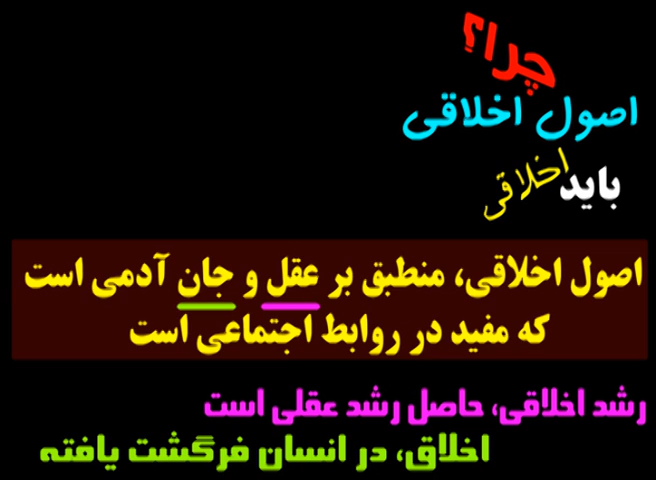 چرا؟
اصول اخلاقی
باید اخلاقی
اصول اخلاقی، منطبق بر عقل و جان آدمی است
که مفید در روابط اجتماعی است
رشد اخلاقی، حاصل رشد عقلی است
اخلاق، در انسان فرگشت یافته